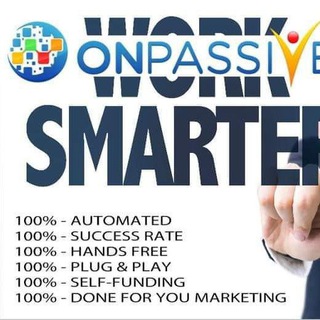 WORK
ONPASSIVE
SMARTER
100% - AUTOMATED
100% - SUCCESS RATE
100% - HANDS FREE
100% - PLUG & PLAY
100% - SELF-FUNDING
100% - DONE FOR YOU MARKETING